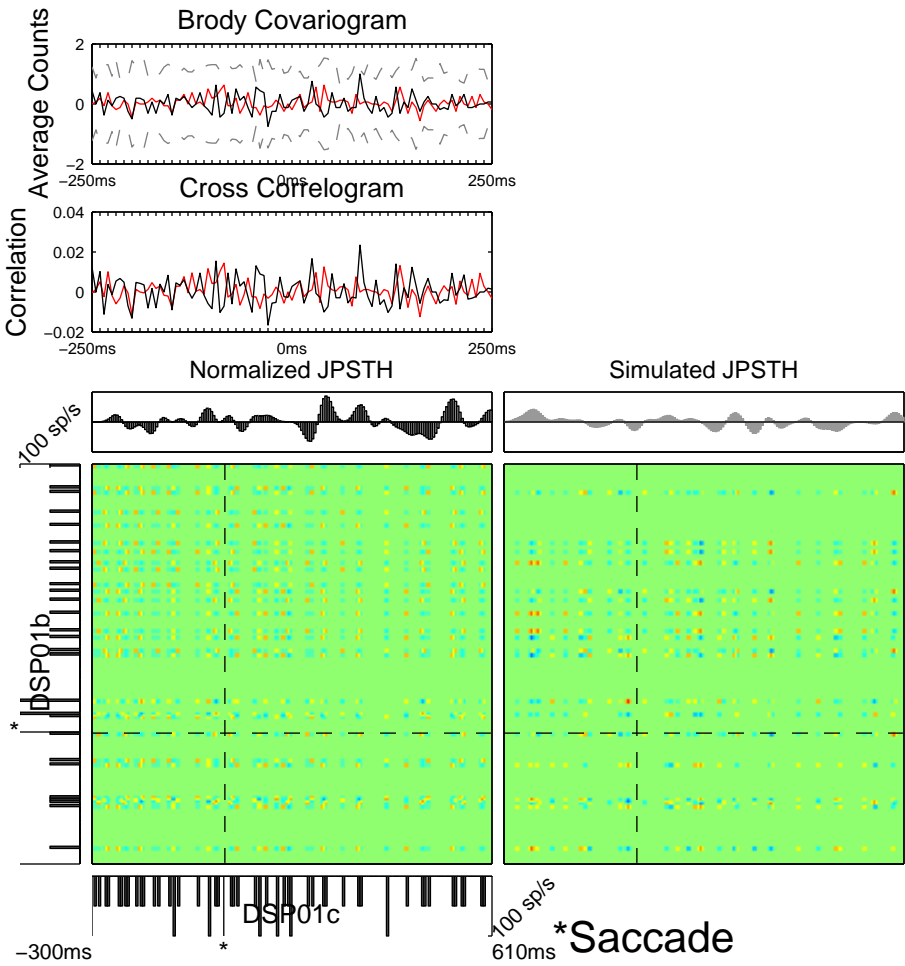 Brody Covariogram
Average Counts
2
0
−2
−250ms
0ms
250ms
Cross Correlogram
Correlation
0.04
0.02
0
−0.02
−250ms
0ms
250ms
Normalized JPSTH
Simulated JPSTH
100 sp/s
DSP01b
*
DSP01c
100 sp/s
−300ms
*
610ms
*Saccade